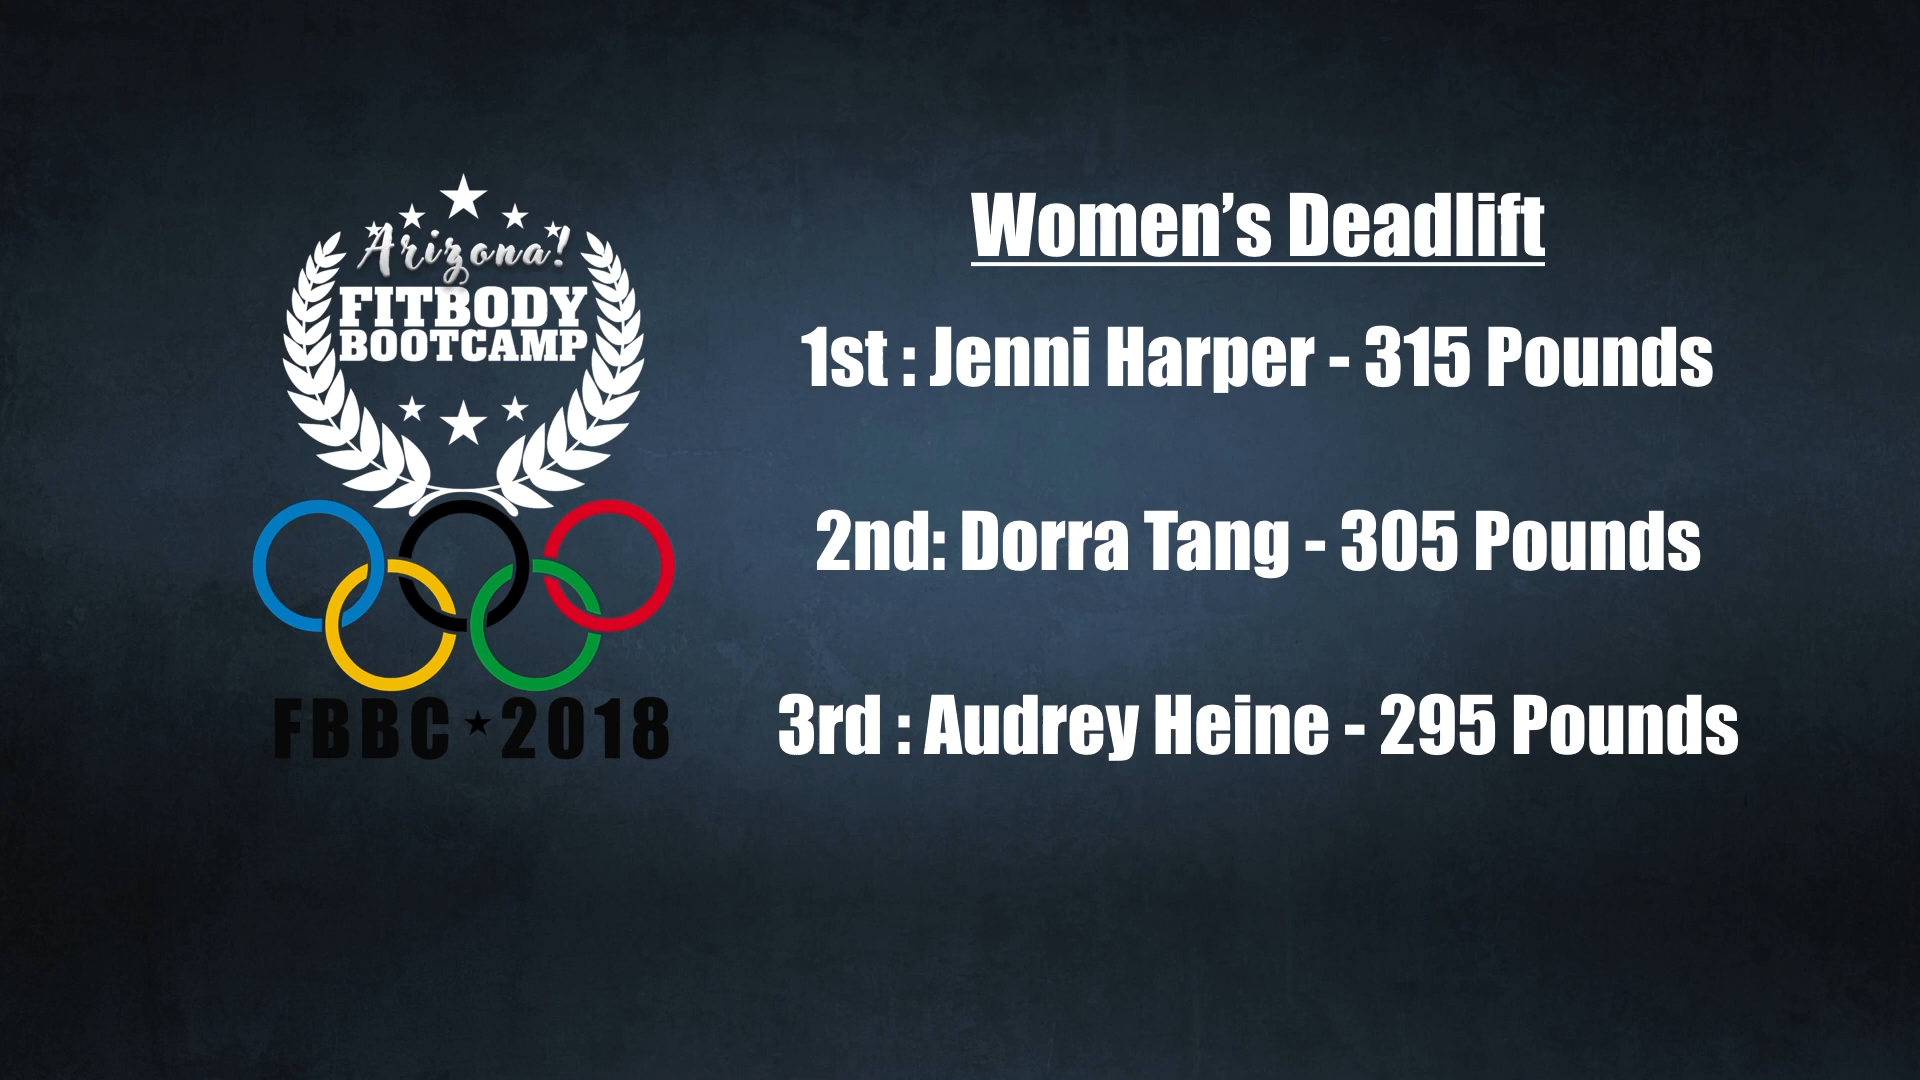 Arizona!
FITBODY
BOOTCAMP
FBBC★2018
Women’s Deadlift
1st : Jenni Harper - 315 Pounds
2nd: Dorra Tang - 305 Pounds
3rd : Audrey Heine - 295 Pounds